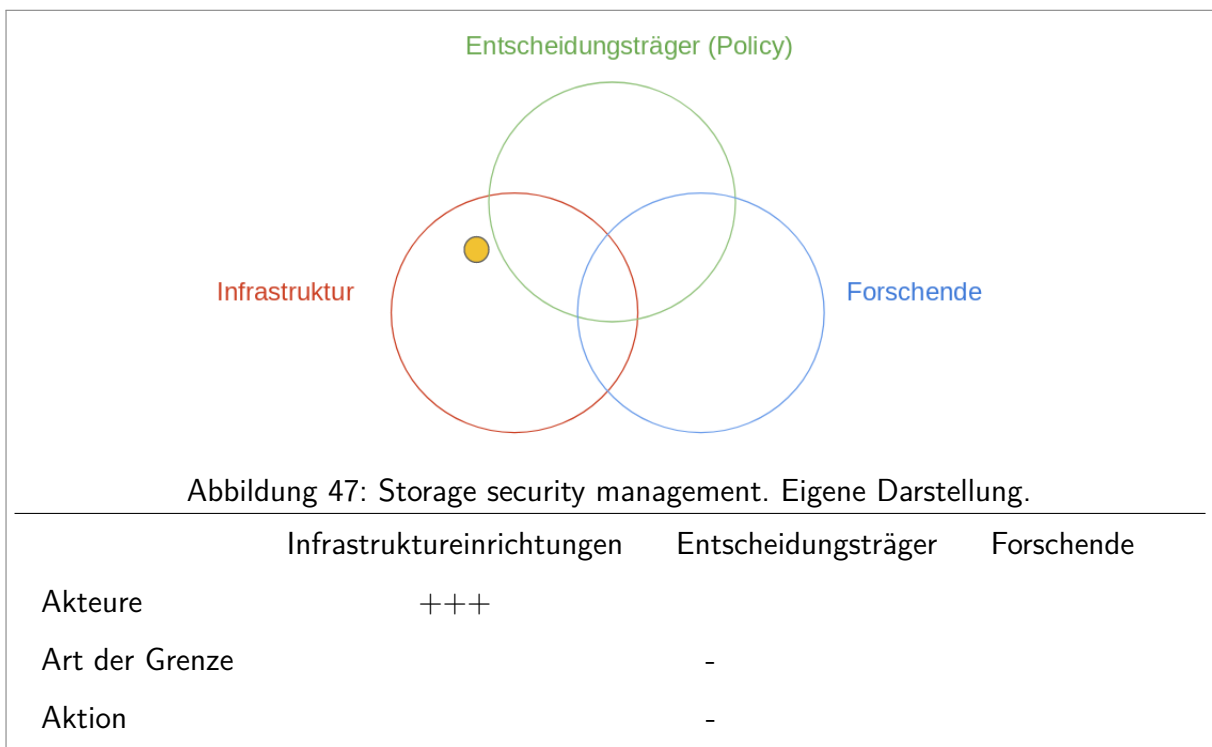 Entscheidungsträger (Policy)
Infrastruktur
Forschende
Abbildung 47: Storage security management. Eigene Darstellung.
Infrastruktureinrichtungen Entscheidungsträger Forschende
Akteure +++
Art der Grenze -
Aktion -